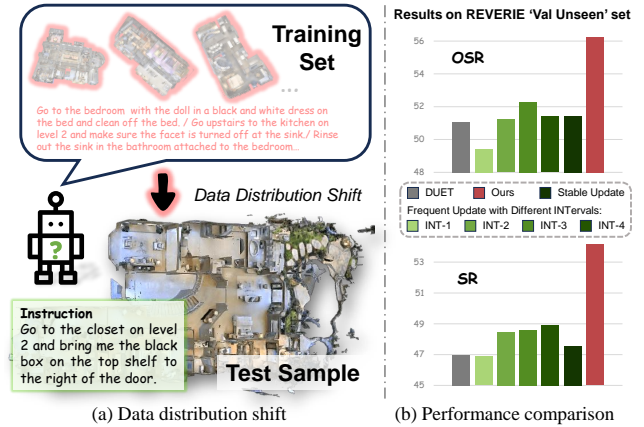 Training
Set
...
Go to the bedroom with the doll in a black and white dress on
the bed and clean off the bed. / Go upstairs to the kitchen on
level 2 and make sure the facet is turned off at the sink./ Rinse
out the sink in the bathroom attached to the bedroom...
Data Distribution Shift
?
Instruction
Go to the closet on level
2 and bring me the black
box on the top shelf to
the right of the door.
Test Sample
(a) Data distribution shift
Results on REVERIE 'Val Unseen' set
OSR
56
54
52
50
48
DUET
Ours
Stable Update
Frequent Update with Different INTervals:
INT-1
INT-2
INT-3
INT-4
SR
53
51
49
47
45
(b) Performance comparison